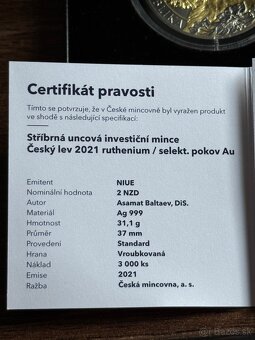 Certifikát pravosti
Tímto se potvrzuje, že v České mincovně byl vyražen produkt
ve shodě s následující specifikací:
Stříbrná uncová investiční mince
Český lev 2021 ruthenium / selekt. pokov Au
Emitent NIUE
Nominální hodnota 2 NZD
Autor Asamat Baltaev, DiS.
Materiál Ag 999
Hmotnost 31,1 g
Průměr 37 mm
Provedení Standard
Hrana Vroubkovaná
Náklad 3 000 ks
Emise 2021
Ražba Česká mincovna, a. s.